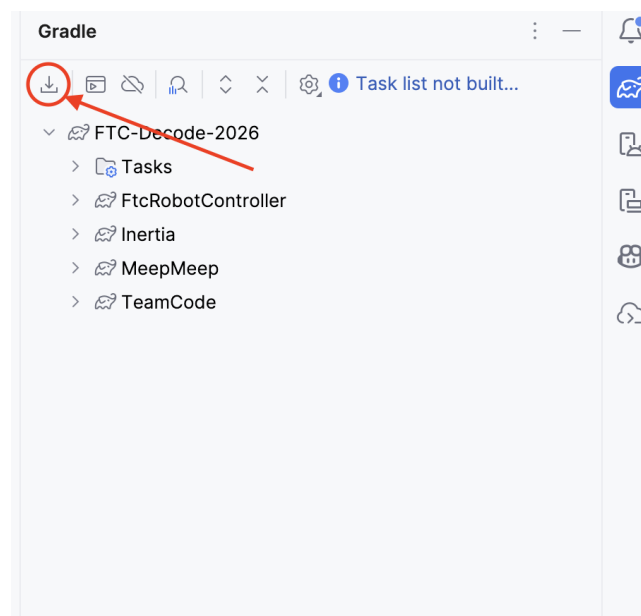 Gradle
Task list not built...
FTC-Decode-2026
Tasks
FtcRobotController
Inertia
MeepMeep
TeamCode